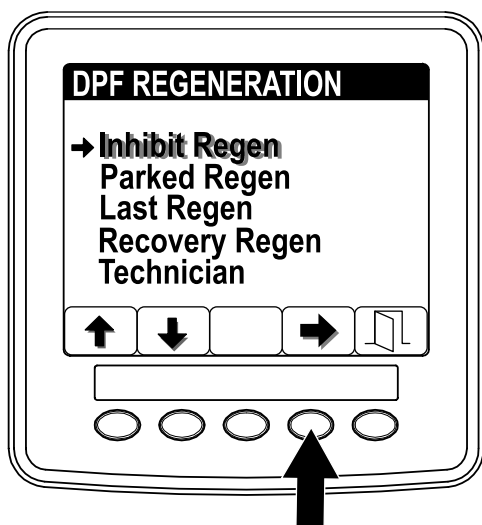 DPF REGENERATION
Inhibit Regen
Parked Regen
Last Regen
Recovery Regen
Technician